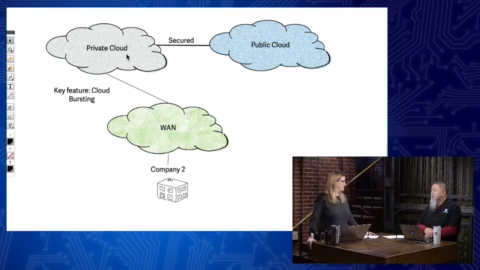 Private Cloud
Secured
Public Cloud
Key feature: Cloud
Bursting
WAN
Company 2